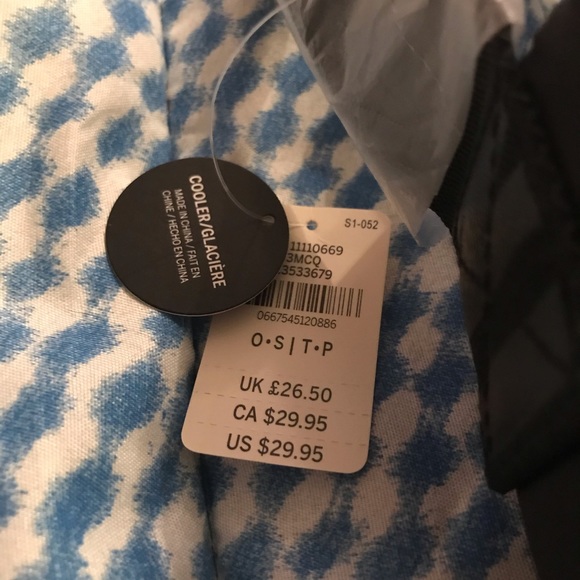 COOLER/GLACIÈRE
MADE IN CHINA / FAIT EN
CHINE / HECHO EN CHINA
S1-052
11110669
3MCQ
3533679
0667545120886
O•S | T•P
UK £26.50
CA $29.95
US $29.95